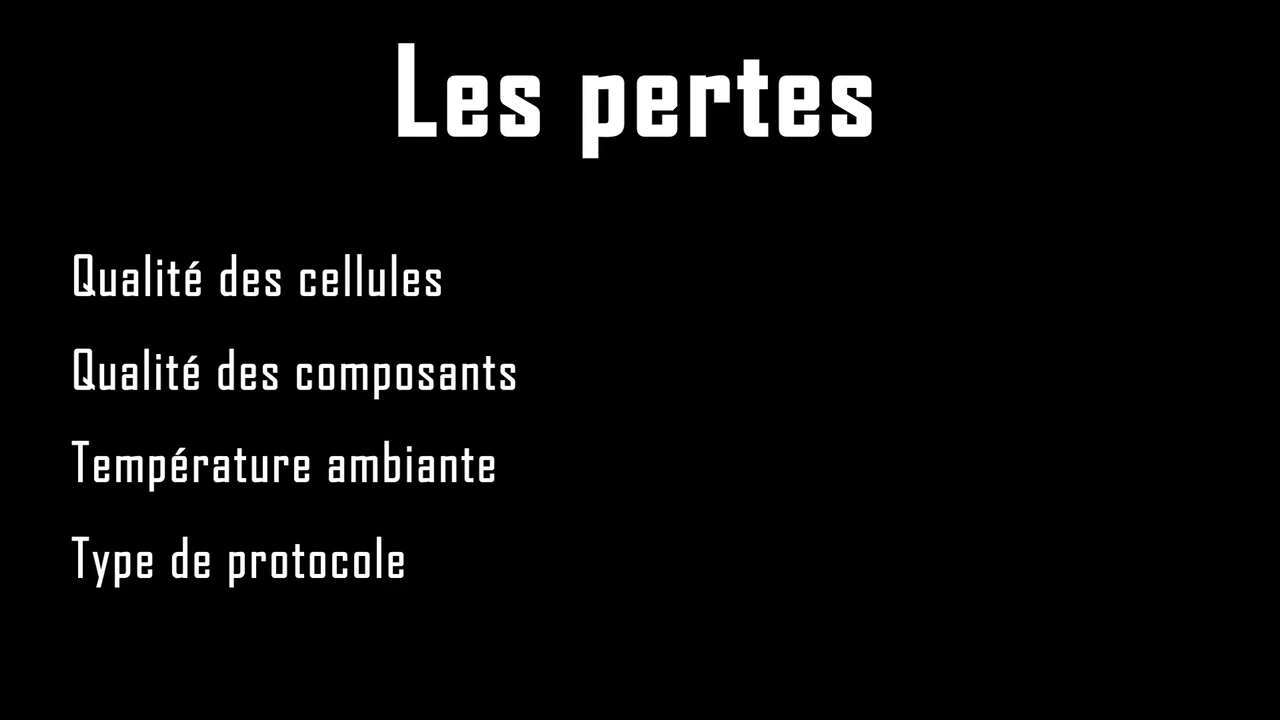 Les pertes
Qualité des cellules
Qualité des composants
Température ambiante
Type de protocole